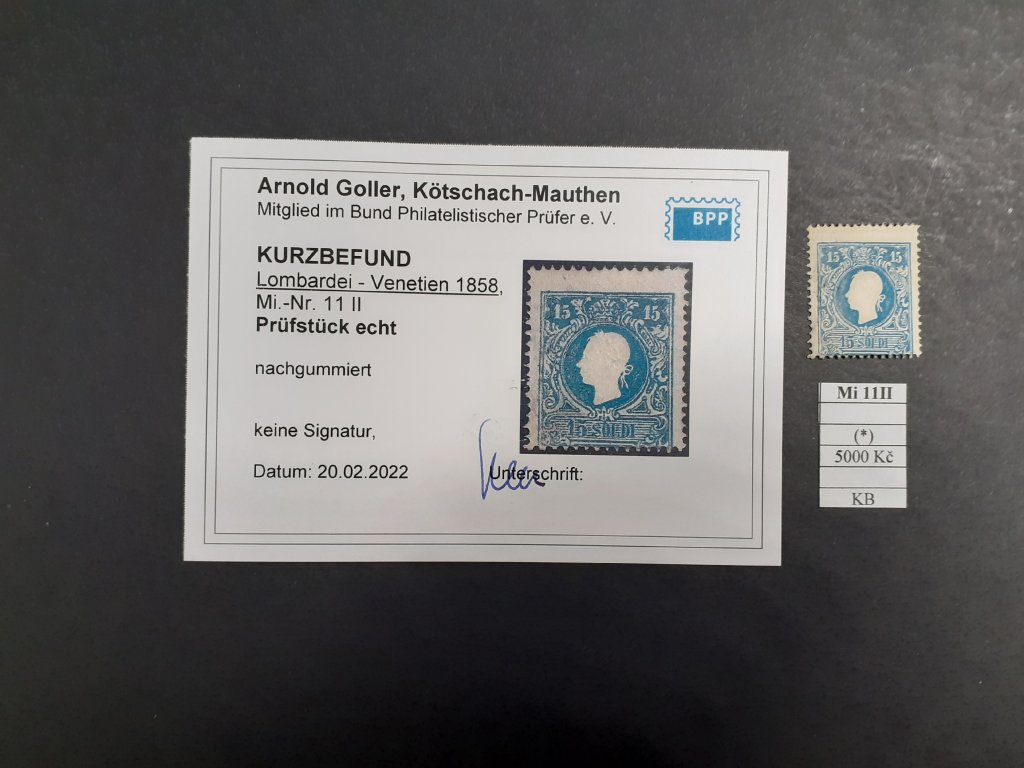 Arnold Goller, Kötschach-Mauthen
Mitglied im Bund Philatelistischer Prüfer e. V.
BPP
KURZBEFUND
Lombardei - Venetien 1858,
Mi.-Nr. 11 II
Prüfstück echt
nachgummiert
keine Signatur,
Datum: 20.02.2022
Unterschrift:
15 15
15 SOLDI
15 15
15 SOLDI
Mi 11II
(*)
5000 Kč
KB